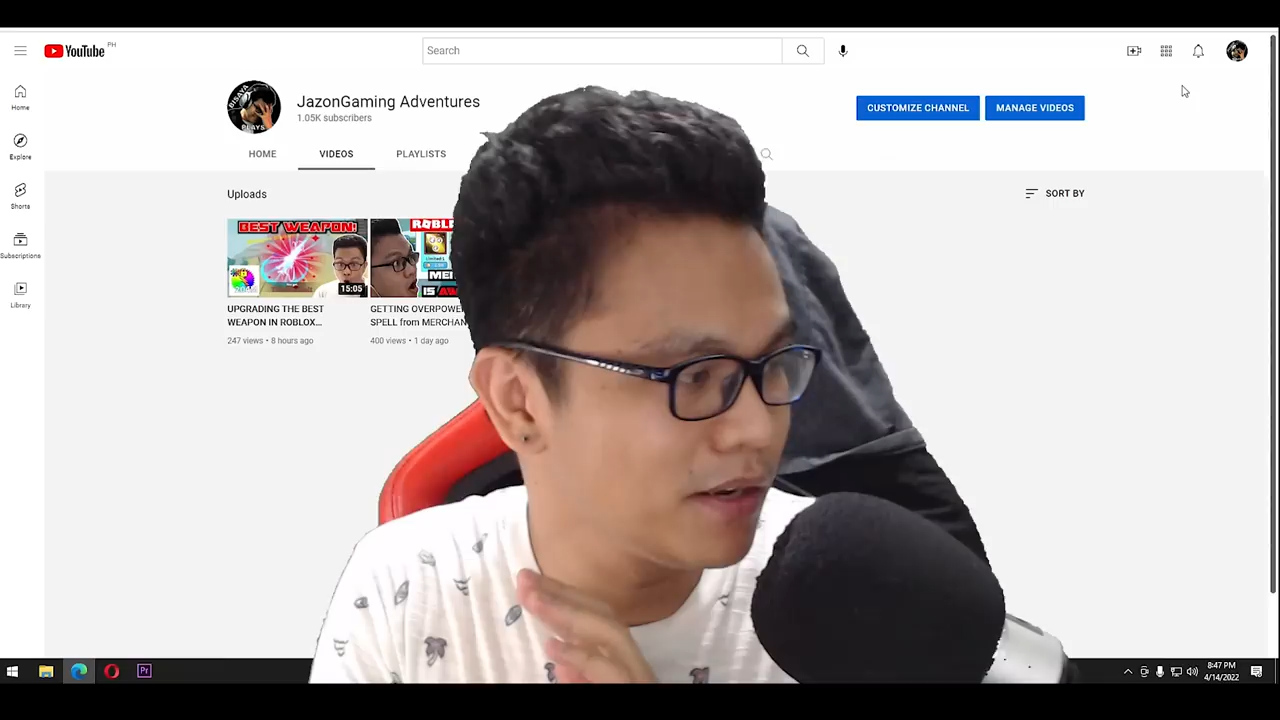 YouTube PH
Search
JazonGaming Adventures
1.05K subscribers
CUSTOMIZE CHANNEL
MANAGE VIDEOS
Home
Explore
Shorts
Subscriptions
Library
HOME
VIDEOS
PLAYLISTS
Uploads
SORT BY
BEST WEAPON!
15:05
UPGRADING THE BEST
WEAPON IN ROBLOX...
247 views • 8 hours ago
GETTING OVERPOWE
SPELL from MERCHAN
400 views • 1 day ago
Pr
8:47 PM
4/14/2022